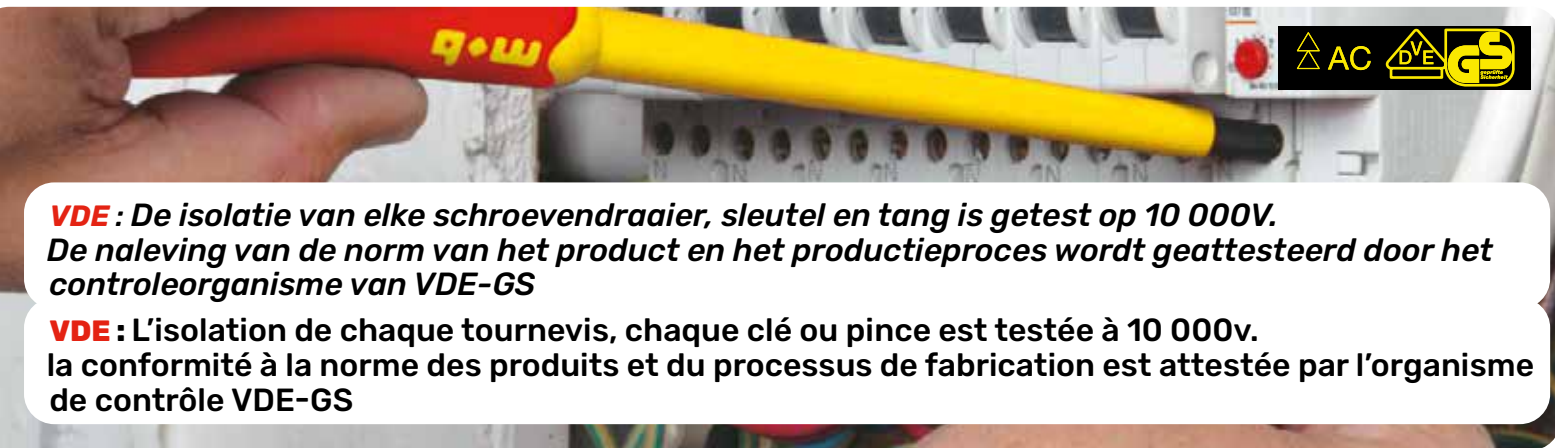 AC
DVE
GS
geprüfte
Sicherheit
N
N
N
N
N
N
N
VDE : De isolatie van elke schroevendraaier, sleutel en tang is getest op 10 000V.
De naleving van de norm van het product en het productieproces wordt geattesteerd door het
controleorganisme van VDE-GS
VDE : L'isolation de chaque tournevis, chaque clé ou pince est testée à 10 000v.
la conformité à la norme des produits et du processus de fabrication est attestée par l'organisme
de contrôle VDE-GS